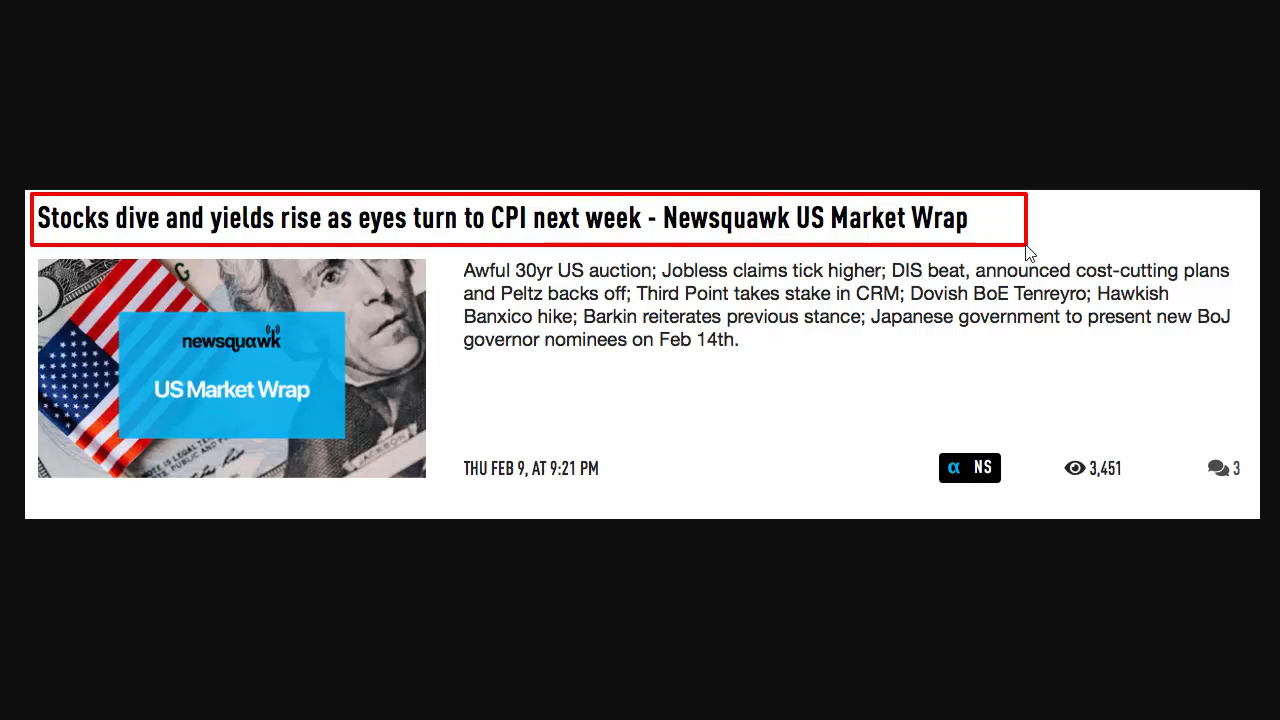 Stocks dive and yields rise as eyes turn to CPI next week - Newsquawk US Market Wrap
Awful 30yr US auction; Jobless claims tick higher; DIS beat, announced cost-cutting plans
and Peltz backs off; Third Point takes stake in CRM; Dovish BoE Tenreyro; Hawkish
Banxico hike; Barkin reiterates previous stance; Japanese government to present new BoJ
governor nominees on Feb 14th.
G
newsquawk
US Market Wrap
JACKSON
THU FEB 9, AT 9:21 PM
α NS
3,451
3